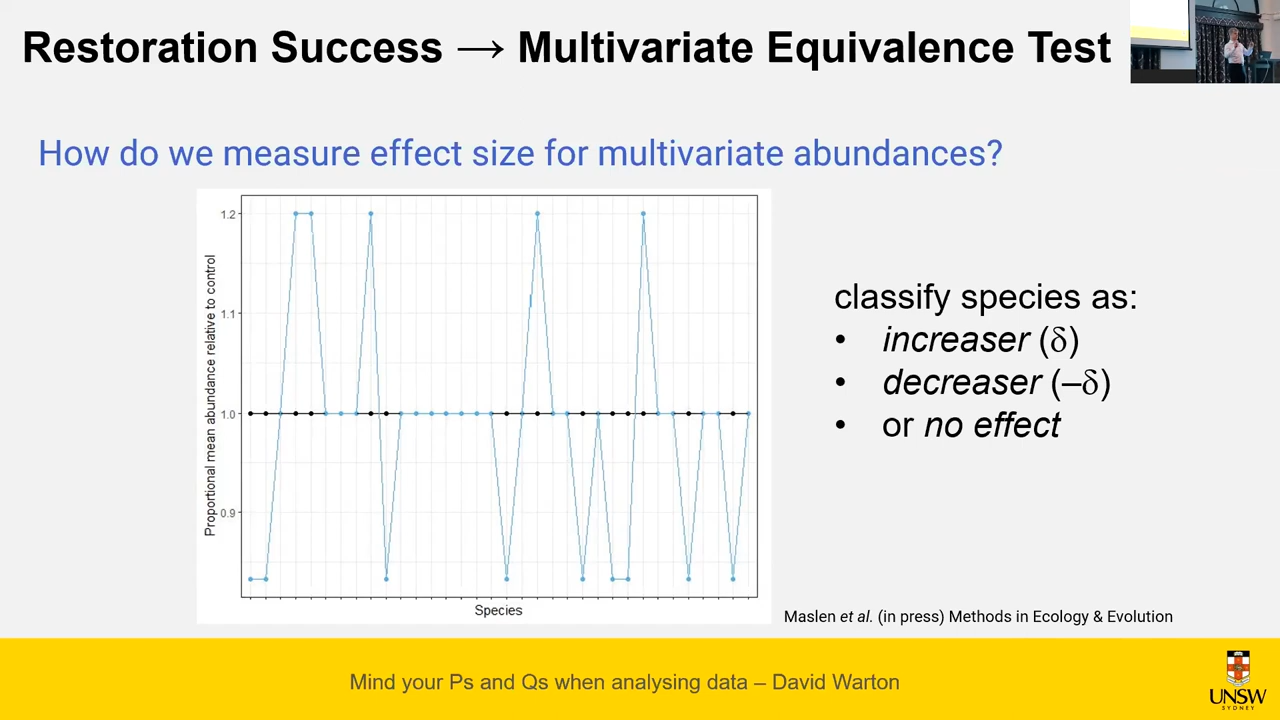 Restoration Success → Multivariate Equivalence Test
How do we measure effect size for multivariate abundances?
Proportional mean abundance relative to control
1.2
1.1
1.0
0.9
Species
classify species as:
• increaser (δ)
• decreaser (–δ)
• or no effect
Maslen et al. (in press) Methods in Ecology & Evolution
Mind your Ps and Qs when analysing data – David Warton
UNSW
SYDNEY